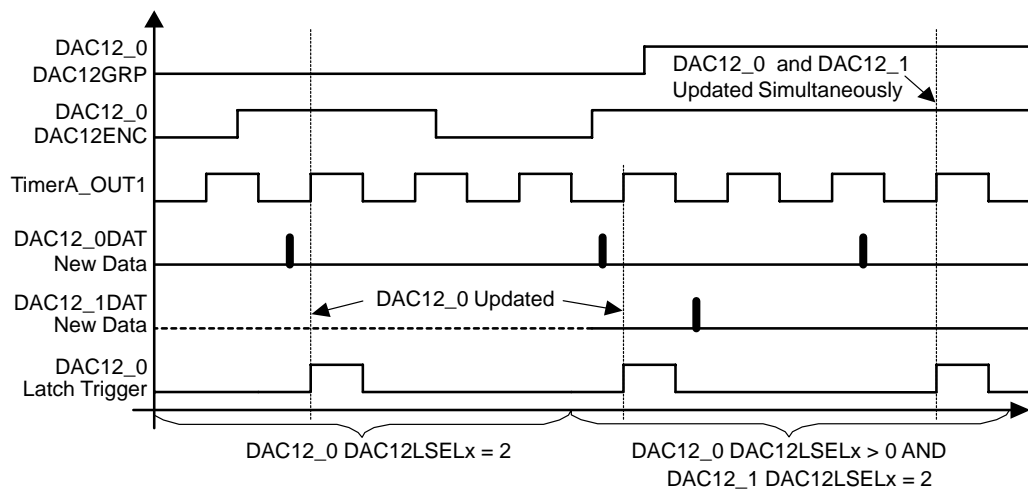 DAC12_0
DAC12GRP
DAC12_0 and DAC12_1
Updated Simultaneously
DAC12_0
DAC12ENC
TimerA_OUT1
DAC12_0DAT
New Data
DAC12_1DAT
New Data
DAC12_0 Updated
DAC12_0
Latch Trigger
DAC12_0 DAC12LSELx = 2
DAC12_0 DAC12LSELx > 0 AND
DAC12_1 DAC12LSELx = 2